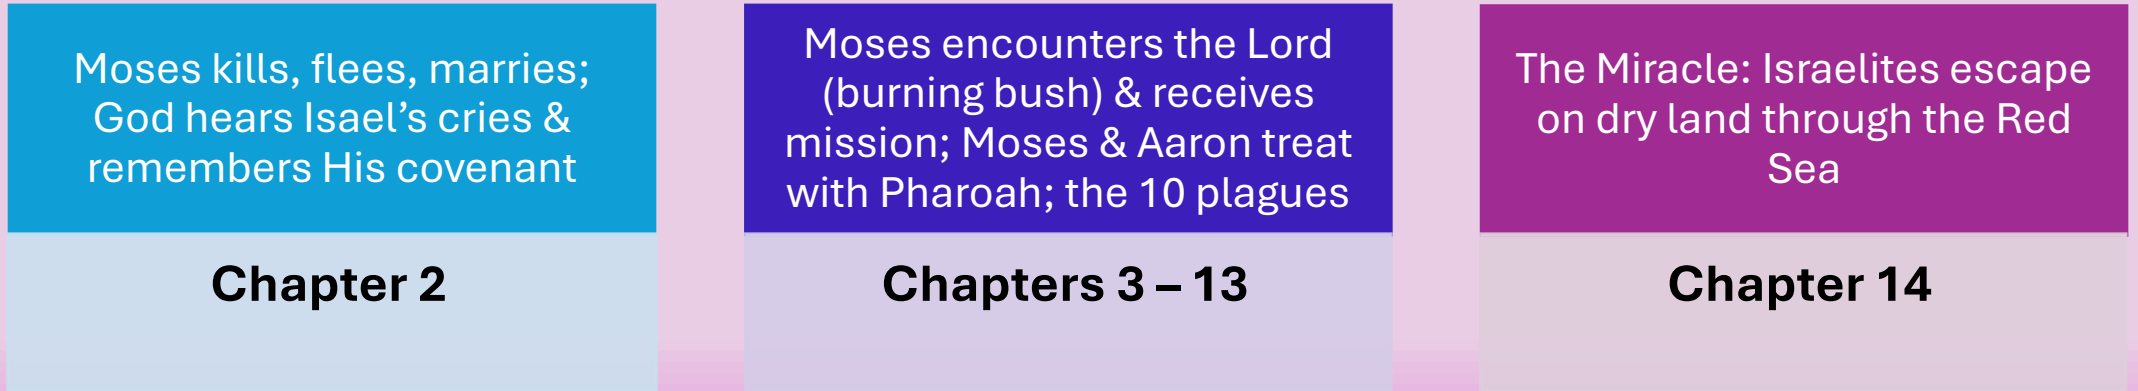 Moses kills, flees, marries;
God hears Isael’s cries &
remembers His covenant
Chapter 2
Moses encounters the Lord
(burning bush) & receives
mission; Moses & Aaron treat
with Pharoah; the 10 plagues
Chapters 3 – 13
The Miracle: Israelites escape
on dry land through the Red
Sea
Chapter 14